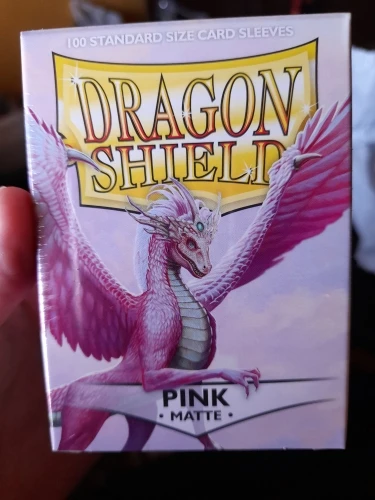 100 STANDARD SIZE CARD SLEEVES
DRAGON
SHIELD
PINK
• MATTE •